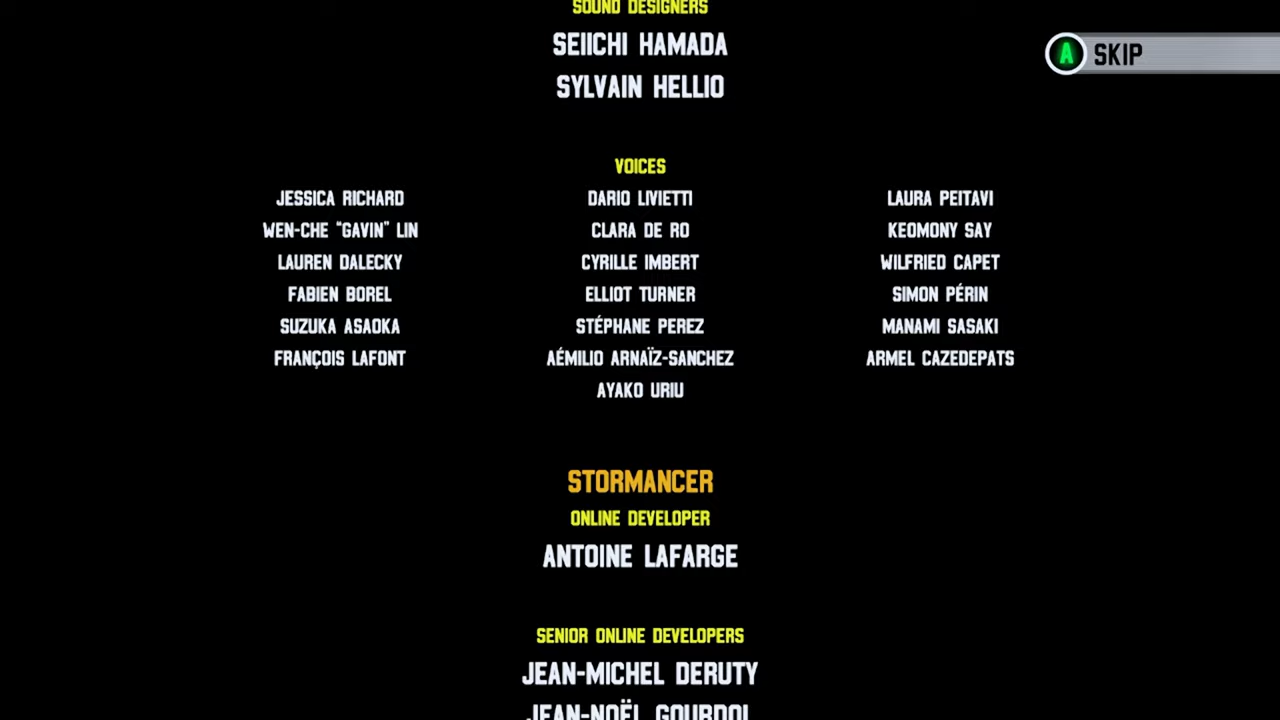 SOUND DESIGNERS
SEIICHI HAMADA
A SKIP
SYLVAIN HELLIO
VOICES
JESSICA RICHARD DARIO LIVIETTI LAURA PEITAVI
WEN-CHE "GAVIN" LIN CLARA DE RO KEOMONY SAY
LAUREN DALECKY CYRILLE IMBERT WILFRIED CAPET
FABIEN BOREL ELLIOT TURNER SIMON PÉRIN
SUZUKA ASAOKA STÉPHANE PEREZ MANAMI SASAKI
FRANÇOIS LAFONT AÉMILIO ARNAÏZ-SANCHEZ ARMEL CAZEDEPATS
AYAKO URIU
STORMANCER
ONLINE DEVELOPER
ANTOINE LAFARGE
SENIOR ONLINE DEVELOPERS
JEAN-MICHEL DERUTY
JEAN-NOËL GOURDOL